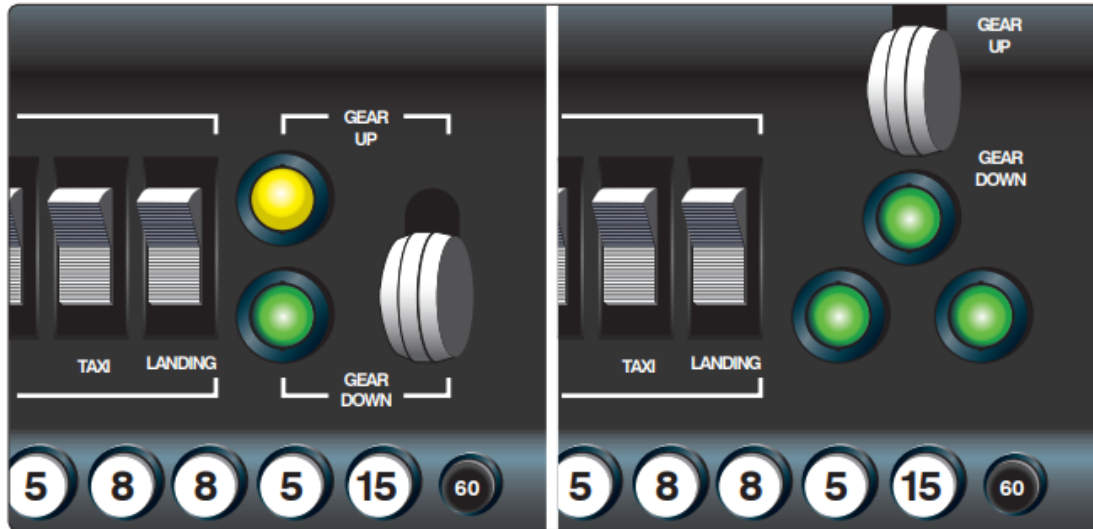 GEAR
UP
TAXI
LANDING
GEAR
DOWN
5 8 8 5 15 60
GEAR
UP
GEAR
DOWN
TAXI
LANDING
5 8 8 5 15 60